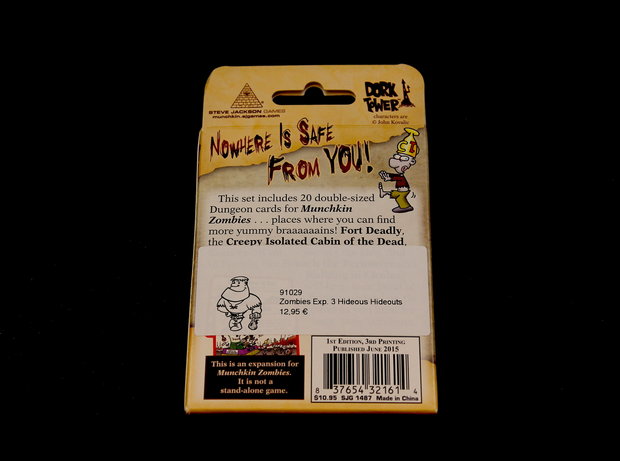 STEVE JACKSON GAMES
munchkin.sjgames.com
DORK
TOWER
characters are
© John Kovalic
NOWHERE IS SAFE
FROM YOU!
This set includes 20 double-sized
Dungeon cards for Munchkin
Zombies . . . places where you can find
more yummy braaaaaains! Fort Deadly,
the Creepy Isolated Cabin of the Dead,
91029
Zombies Exp. 3 Hideous Hideouts
12,95 €
This is an expansion for
Munchkin Zombies.
It is not a
stand-alone game.
1ST EDITION, 3RD PRINTING
PUBLISHED JUNE 2015
8 37654 32161 4
$10.95 SJG 1487 Made in China